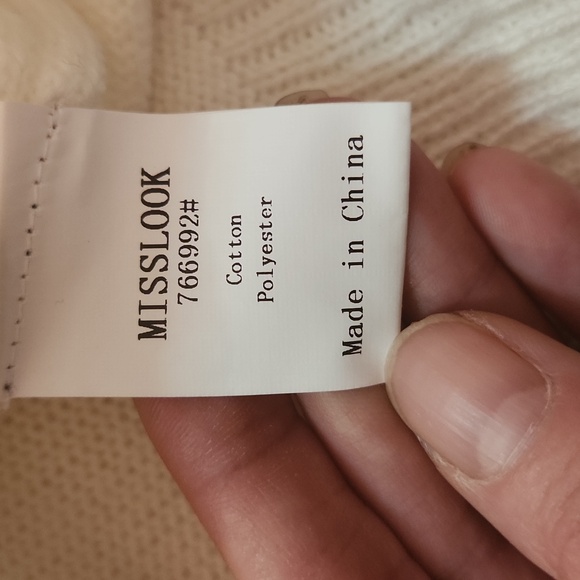 MISSLOOK
766992#
Cotton
Polyester
Made in China